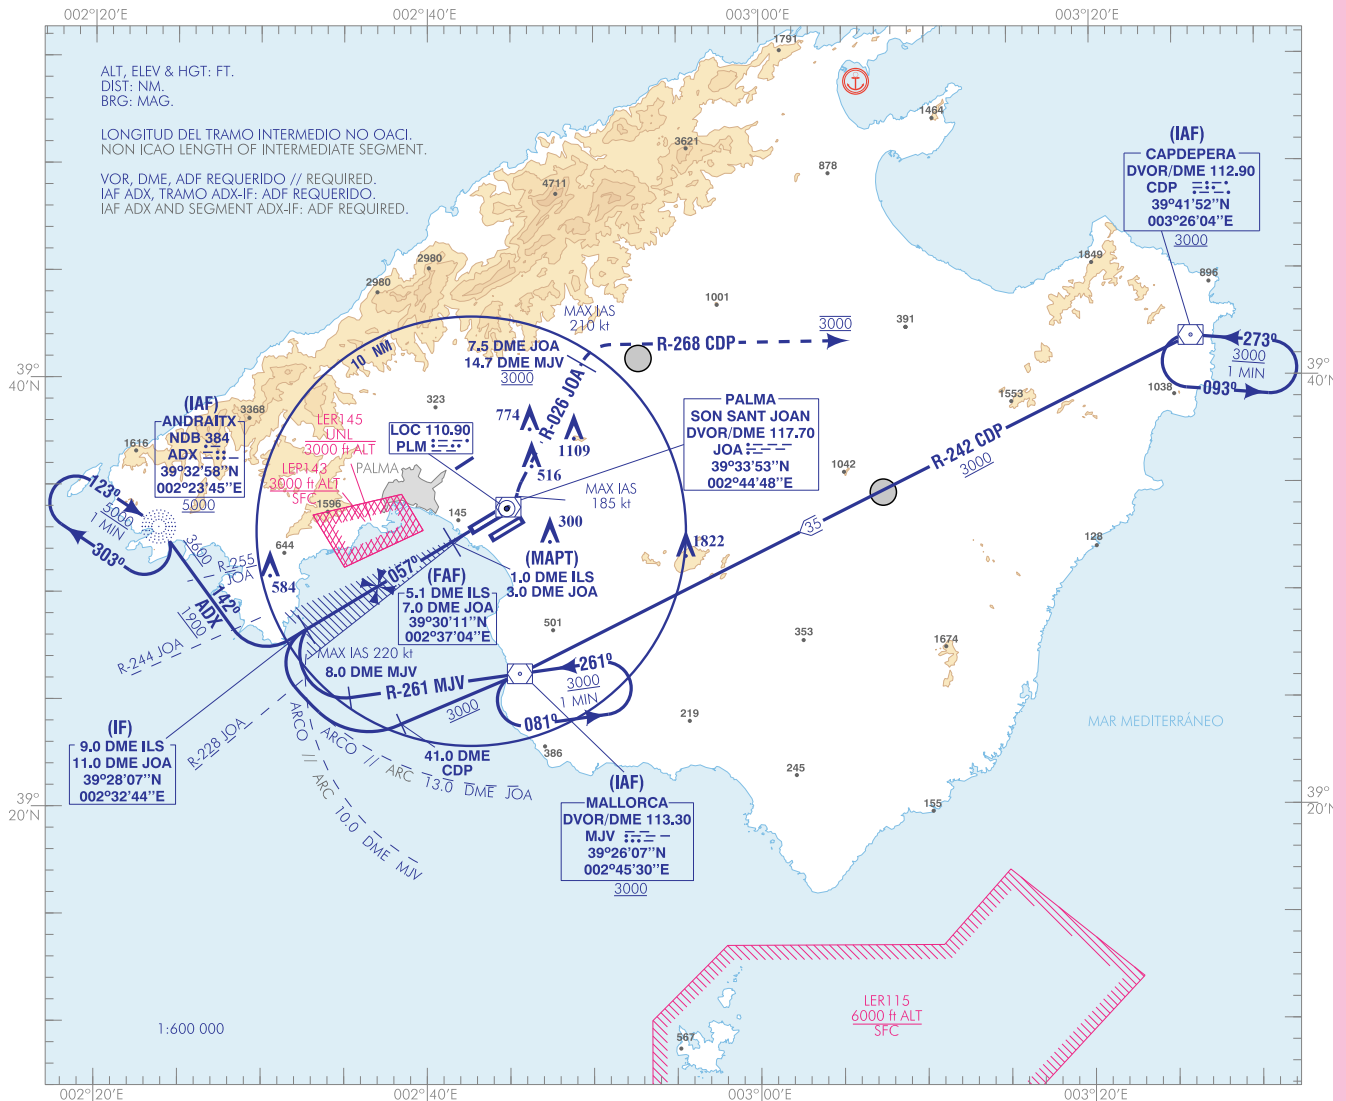 002°20'E
002°40'E
003°00'E
003°20'E
ALT, ELEV & HGT: FT.
DIST: NM.
BRG: MAG.
LONGITUD DEL TRAMO INTERMEDIO NO OACI.
NON ICAO LENGTH OF INTERMEDIATE SEGMENT.
VOR, DME, ADF REQUERIDO // REQUIRED.
IAF ADX, TRAMO ADX-IF: ADF REQUERIDO.
IAF ADX AND SEGMENT ADX-IF: ADF REQUIRED.
1791
1464
3621
878
4711
(IAF)
CAPDEPERA
DVOR/DME 112.90
CDP
39°41'52"N
003°26'04"E
3000
2980
2980
1849
896
1001
391
MAX IAS
210 kt
3000
R-268 CDP
10 NM
7.5 DME JOA
14.7 DME MJV
3000
273°
3000
1 MIN
093°
39°
40'N
39°
40'N
1038
1553
R-026 JOA
323
3368
1616
(IAF)
ANDRAITX
NDB 384
ADX
39°32'58"N
002°23'45"E
5000
LER145
UNL
3000 ft ALT
LEP143
3000 ft ALT
SFC
PALMA
1596
LOC 110.90
PLM
774
1109
516
PALMA
SON SANT JOAN
DVOR/DME 117.70
JOA
39°33'53"N
002°44'48"E
R-242 CDP
3000
1042
35
MAX IAS
185 kt
145
300
1822
128
123°
5000
1 MIN
303°
3600
R-255
JOA
644
584
142°
ADX
1900
R-244 JOA
057°
(FAF)
5.1 DME ILS
7.0 DME JOA
39°30'11"N
002°37'04"E
(MAPT)
1.0 DME ILS
3.0 DME JOA
501
353
1674
MAX IAS 220 kt
8.0 DME MJV
R-261 MJV
3000
261°
3000
1 MIN
081°
219
386
245
155
MAR MEDITERRÁNEO
R-228 JOA
ARCO // ARC 13.0 DME JOA
ARCO // ARC 10.0 DME MJV
41.0 DME
CDP
(IF)
9.0 DME ILS
11.0 DME JOA
39°28'07"N
002°32'44"E
(IAF)
MALLORCA
DVOR/DME 113.30
MJV
39°26'07"N
002°45'30"E
3000
39°
20'N
39°
20'N
LER115
6000 ft ALT
SFC
567
1:600 000
002°20'E
002°40'E
003°00'E
003°20'E